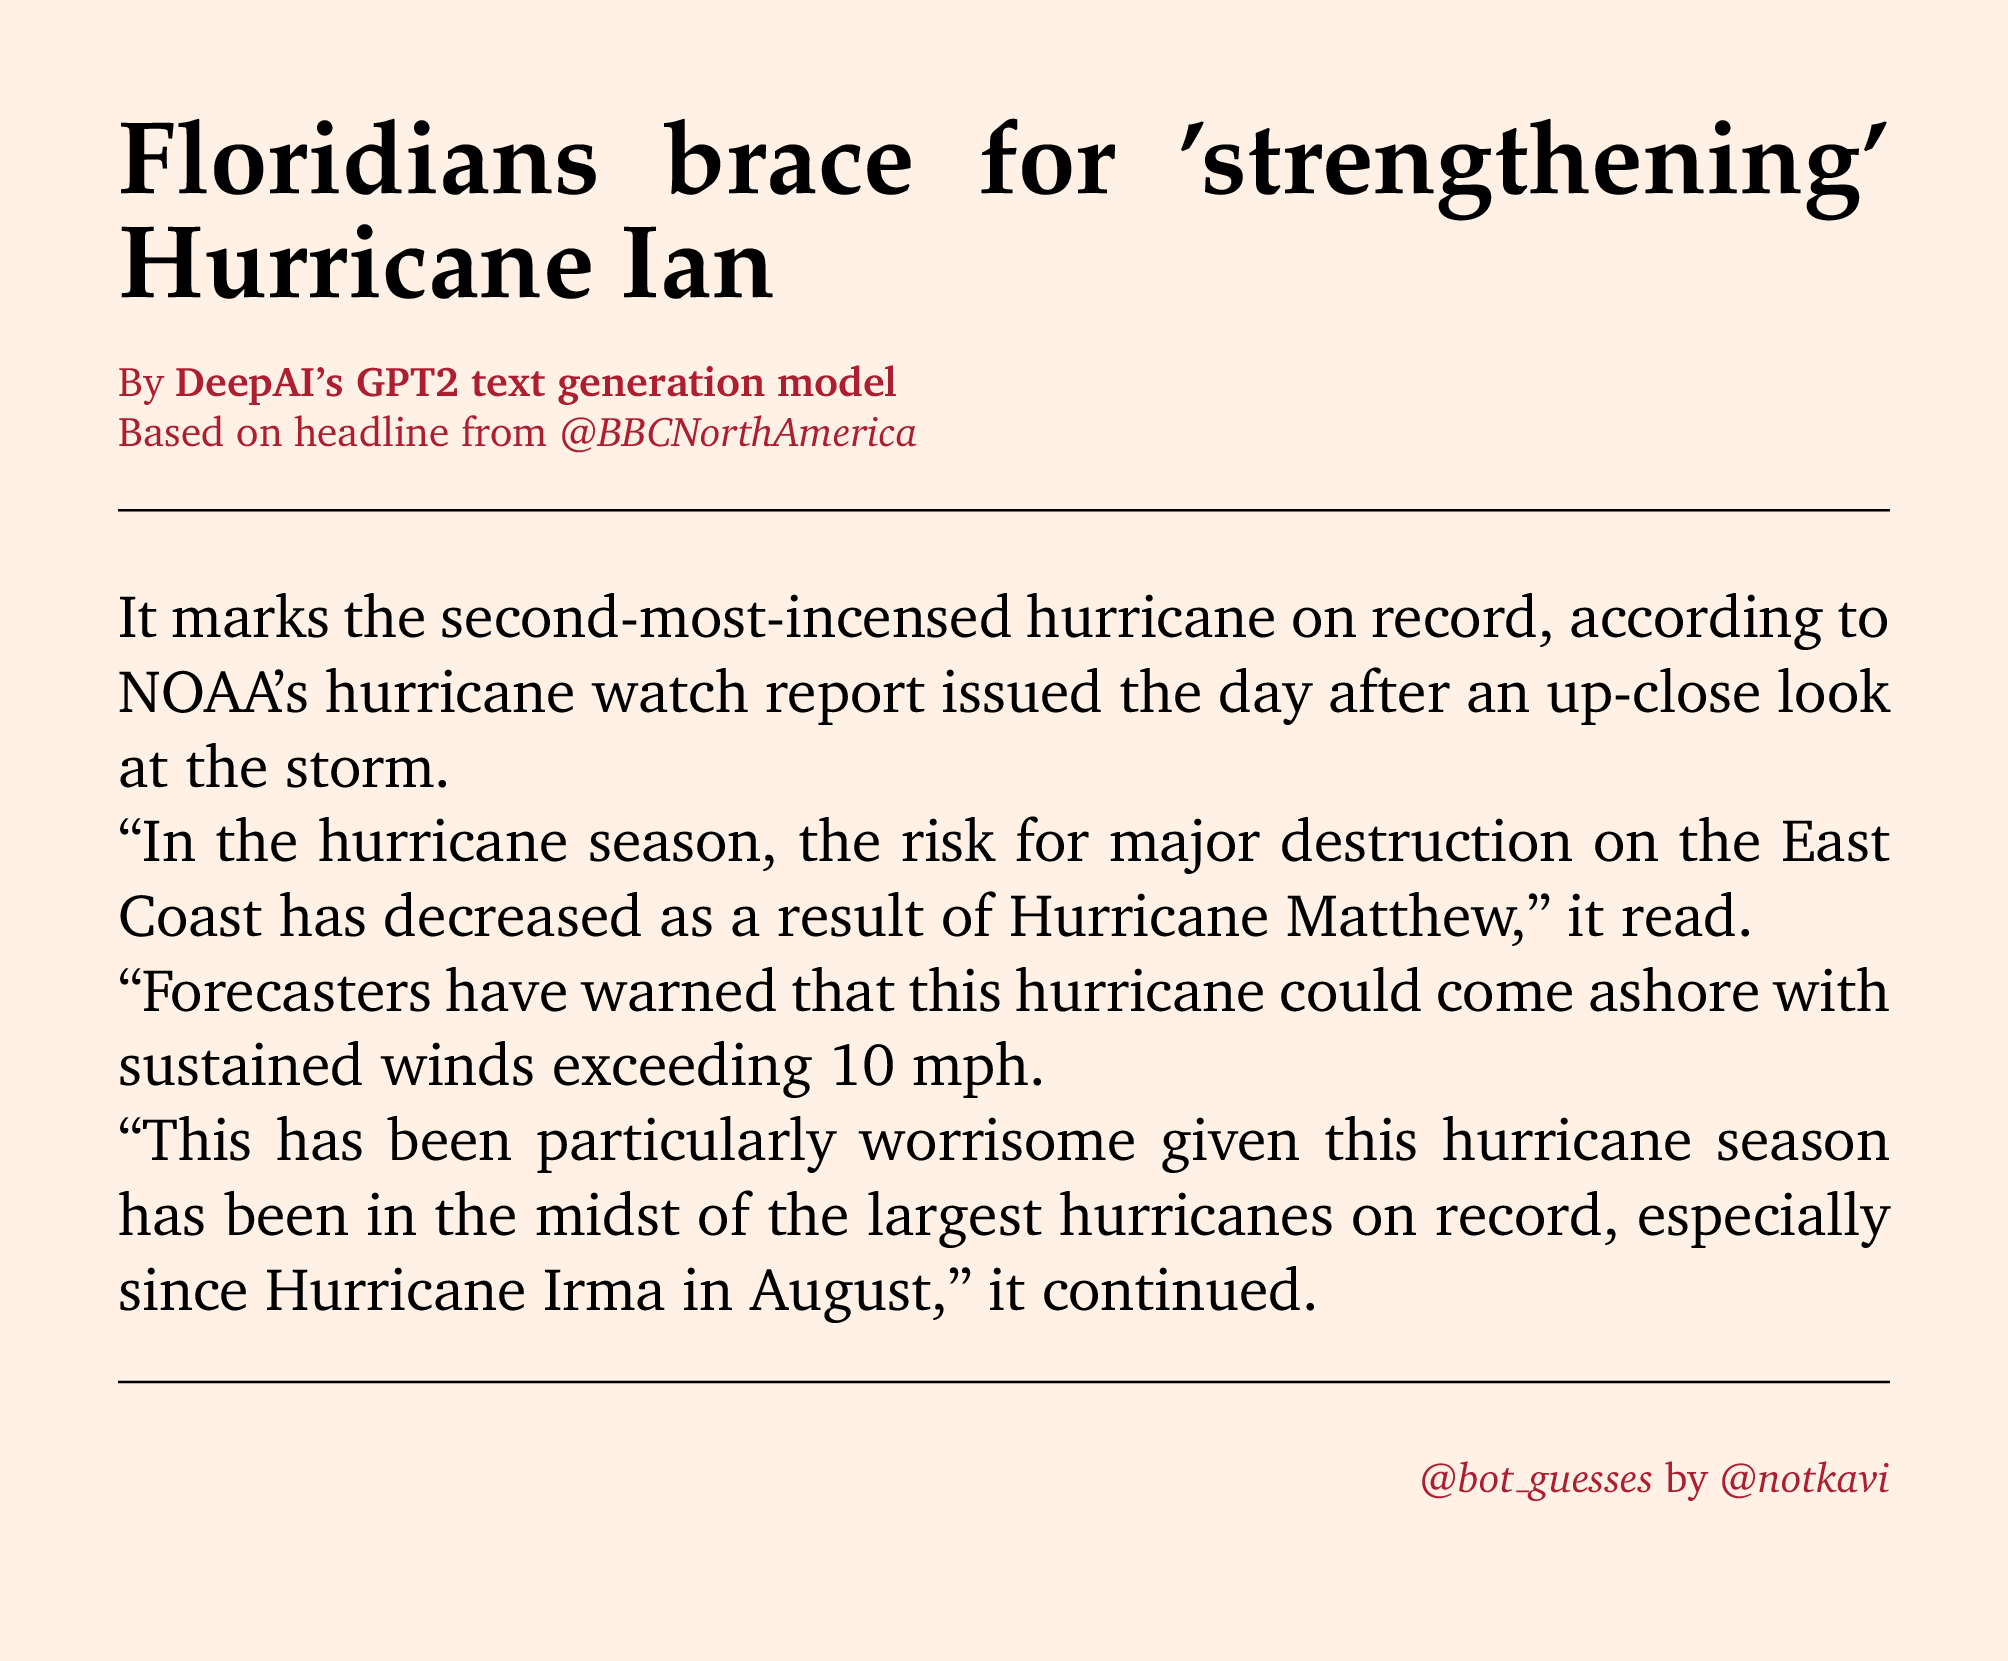 Floridians brace for ’strengthening’
Hurricane Ian
By DeepAI’s GPT2 text generation model
Based on headline from @BBCNorthAmerica
It marks the second-most-incensed hurricane on record, according to
NOAA’s hurricane watch report issued the day after an up-close look
at the storm.
“In the hurricane season, the risk for major destruction on the East
Coast has decreased as a result of Hurricane Matthew,” it read.
“Forecasters have warned that this hurricane could come ashore with
sustained winds exceeding 10 mph.
“This has been particularly worrisome given this hurricane season
has been in the midst of the largest hurricanes on record, especially
since Hurricane Irma in August,” it continued.
@bot_guesses by @notkavi